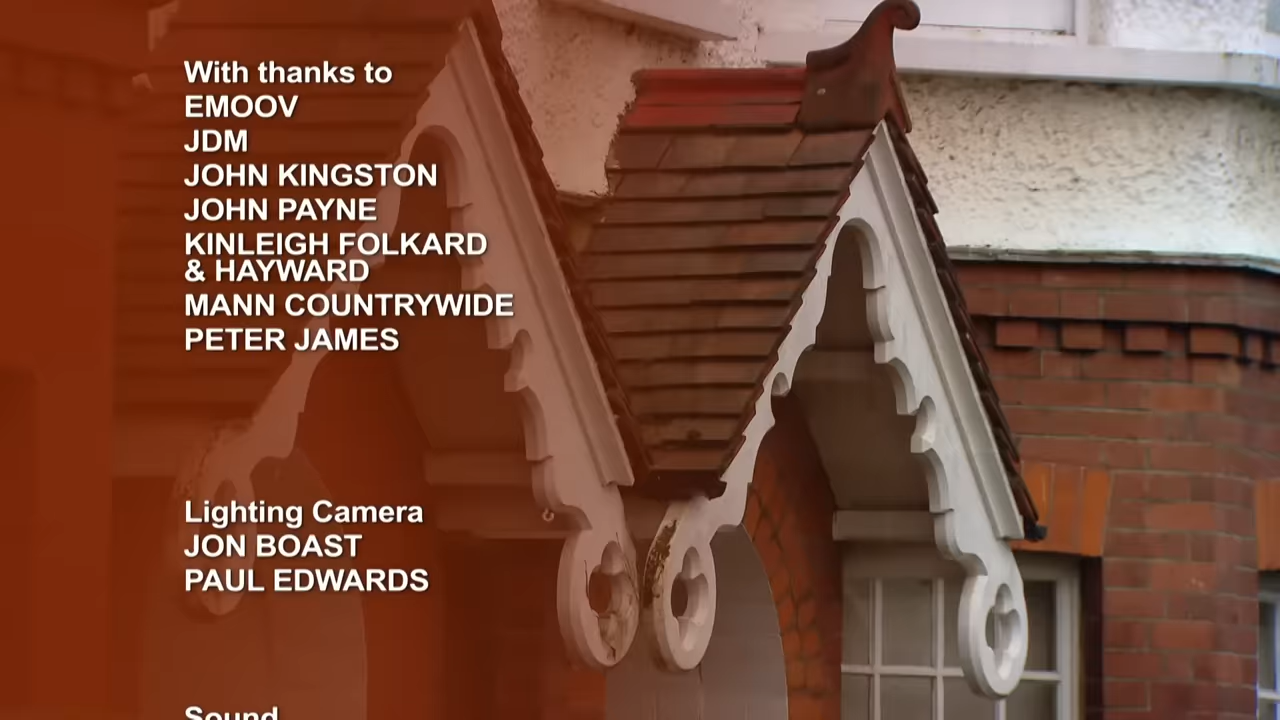 With thanks to
EMOOV
JDM
JOHN KINGSTON
JOHN PAYNE
KINLEIGH FOLKARD
& HAYWARD
MANN COUNTRYWIDE
PETER JAMES
Lighting Camera
JON BOAST
PAUL EDWARDS
Sound